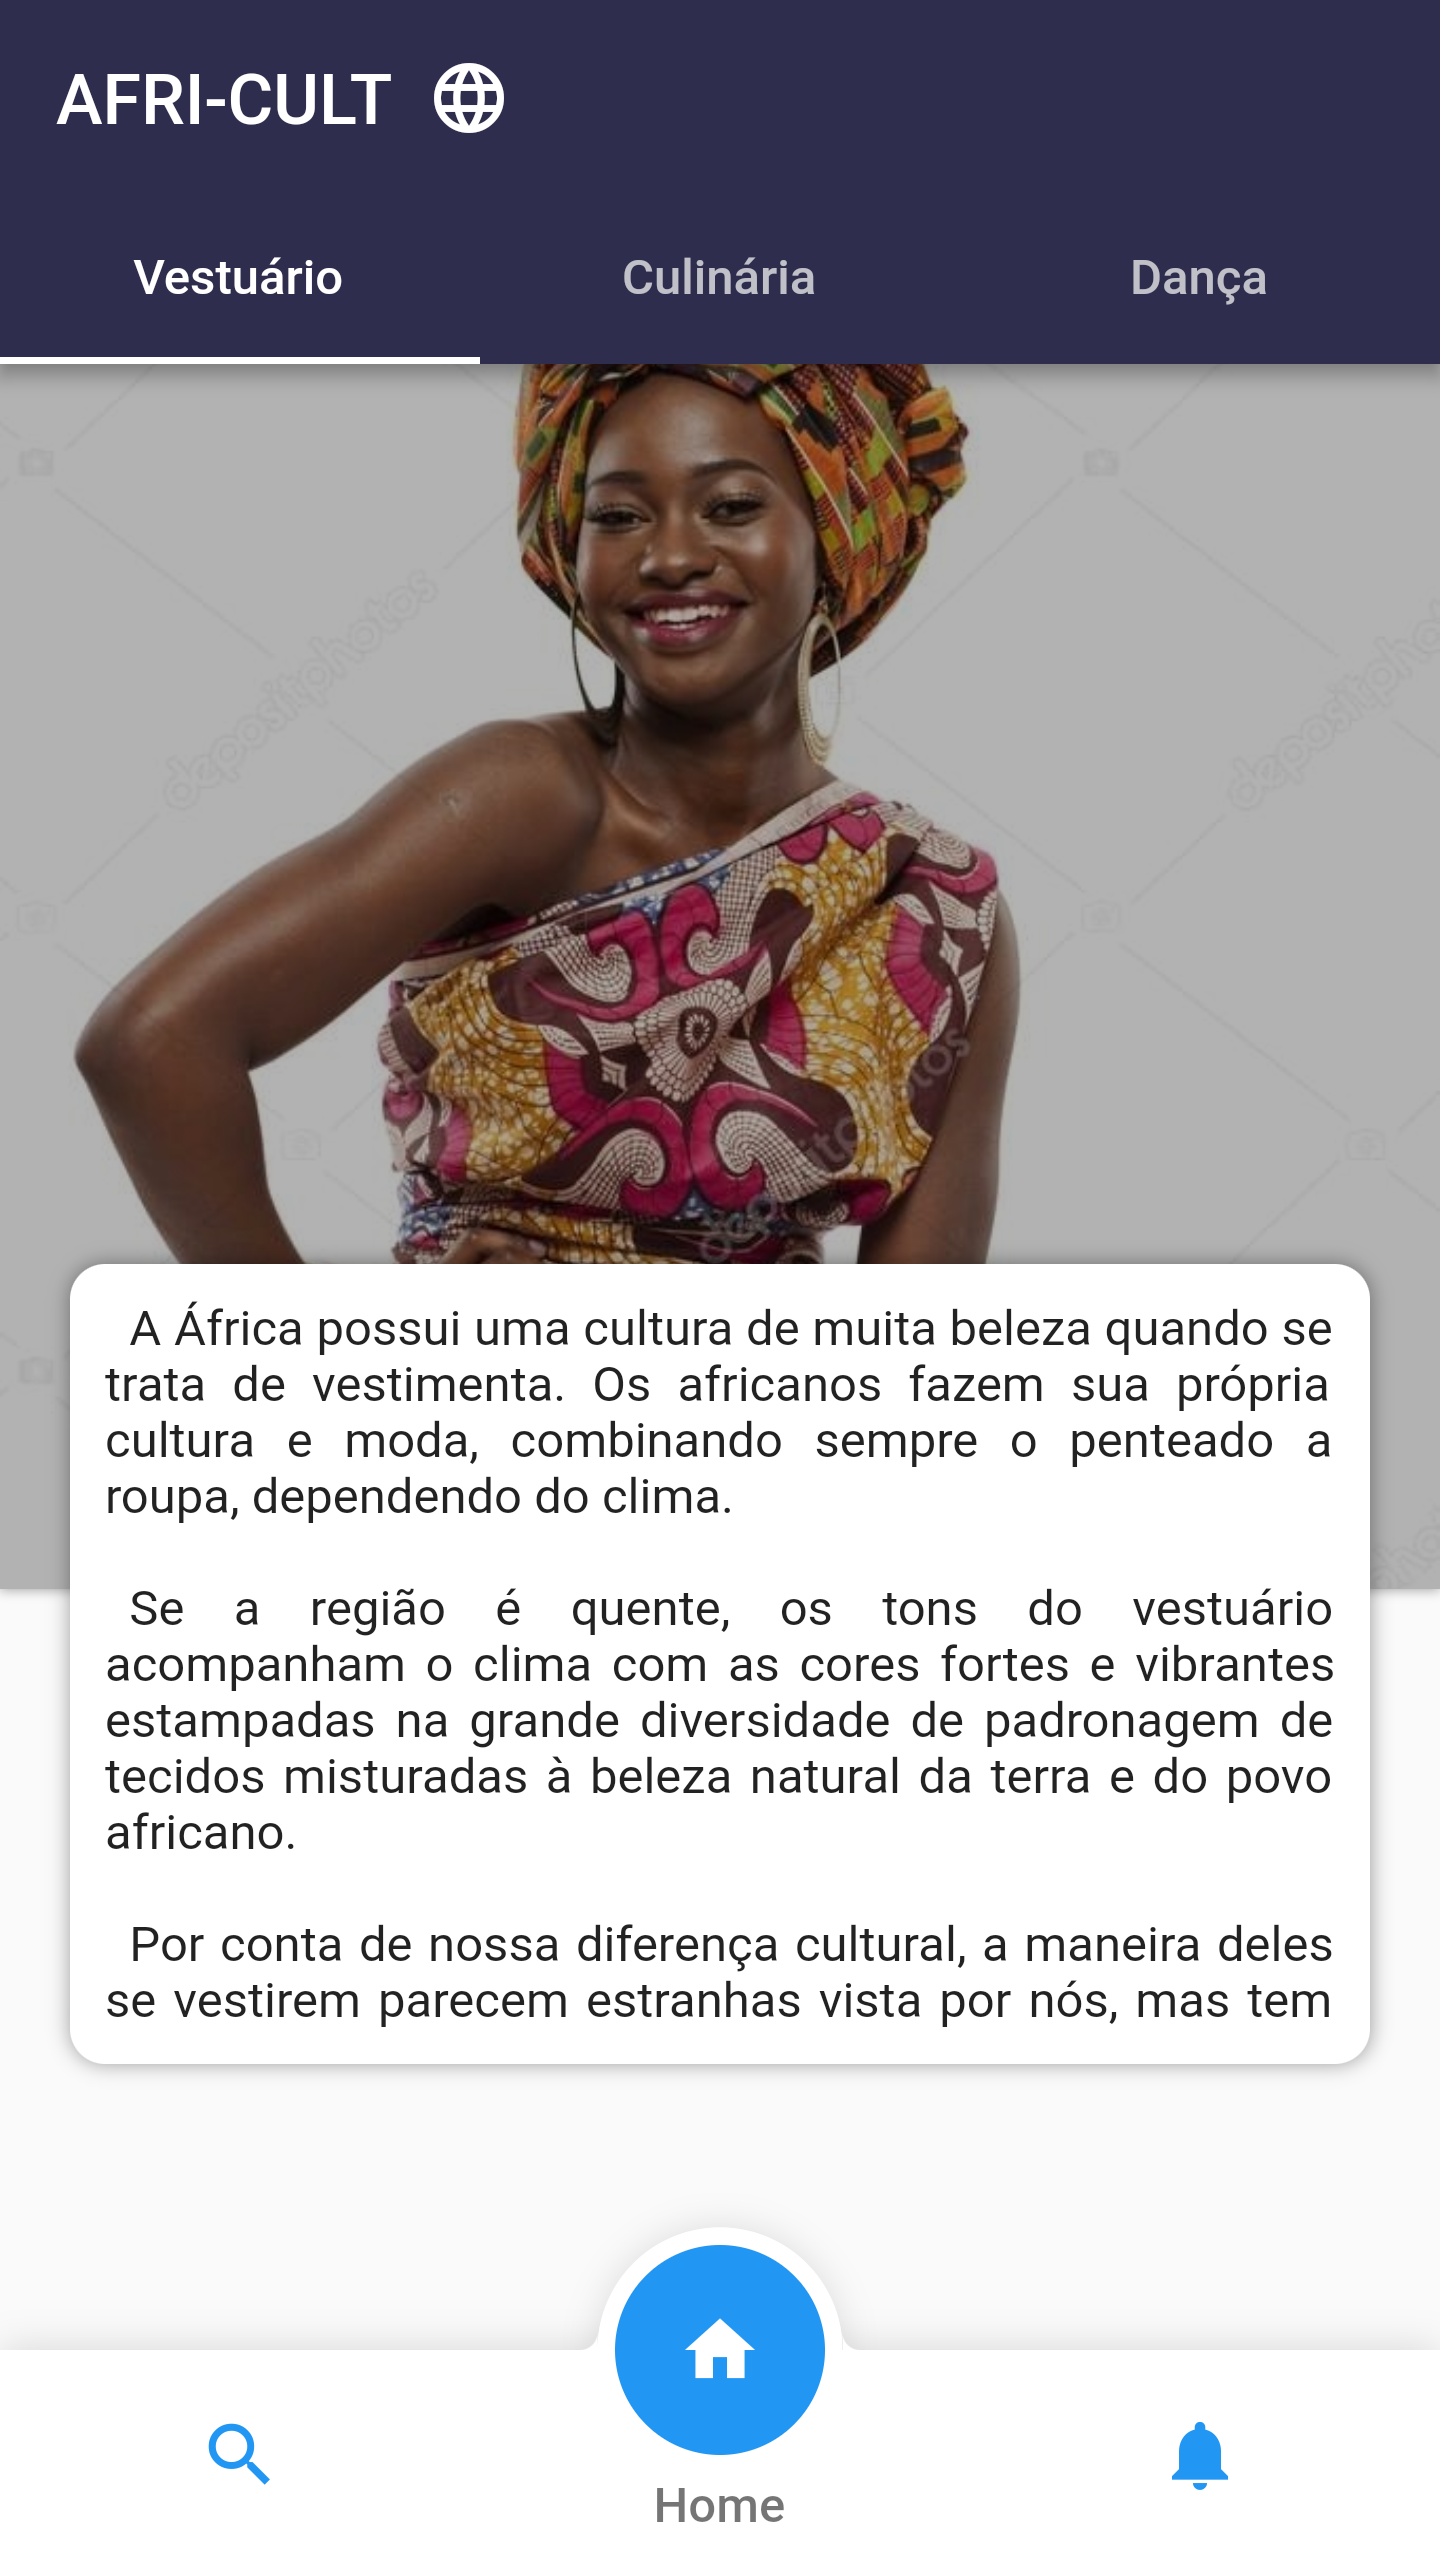 AFRI-CULT
Vestuário
Culinária
Dança
depositphotos
A África possui uma cultura de muita beleza quando se
trata de vestimenta. Os africanos fazem sua própria
cultura e moda, combinando sempre o penteado a
roupa, dependendo do clima.
Se a região é quente, os tons do vestuário
acompanham o clima com as cores fortes e vibrantes
estampadas na grande diversidade de padronagem de
tecidos misturadas à beleza natural da terra e do povo
africano.
Por conta de nossa diferença cultural, a maneira deles
se vestirem parecem estranhas vista por nós, mas tem
Home